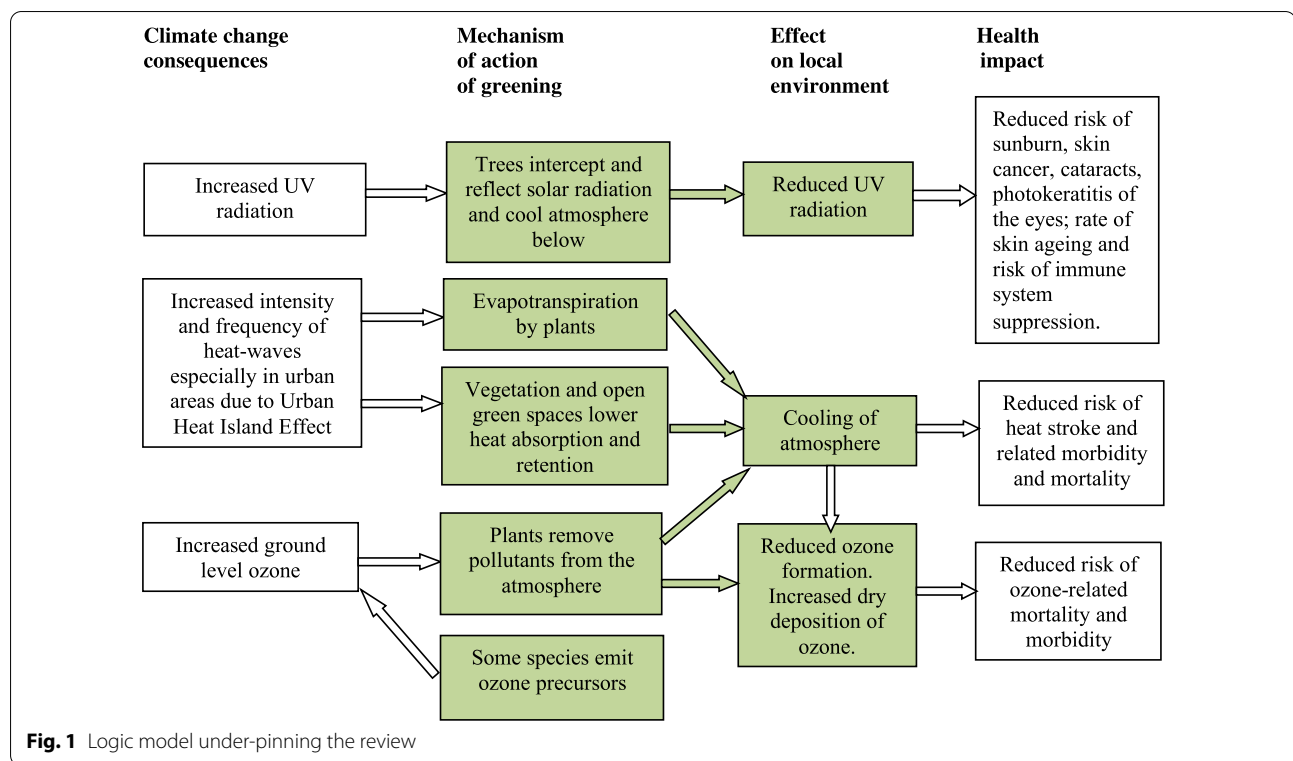 Climate change
consequences
Mechanism
of action
of greening
Effect
on local
environment
Health
impact
Increased UV
radiation
Trees intercept and
reflect solar radiation
and cool atmosphere
below
Reduced UV
radiation
Reduced risk of
sunburn, skin
cancer, cataracts,
photokeratitis of
the eyes; rate of
skin ageing and
risk of immune
system
suppression.
Increased intensity
and frequency of
heat-waves
especially in urban
areas due to Urban
Heat Island Effect
Evapotranspiration
by plants
Vegetation and open
green spaces lower
heat absorption and
retention
Cooling of
atmosphere
Reduced risk of
heat stroke and
related morbidity
and mortality
Increased ground
level ozone
Plants remove
pollutants from the
atmosphere
Reduced ozone
formation.
Increased dry
deposition of
ozone.
Reduced risk of
ozone-related
mortality and
morbidity
Some species emit
ozone precursors
Fig. 1 Logic model under-pinning the review